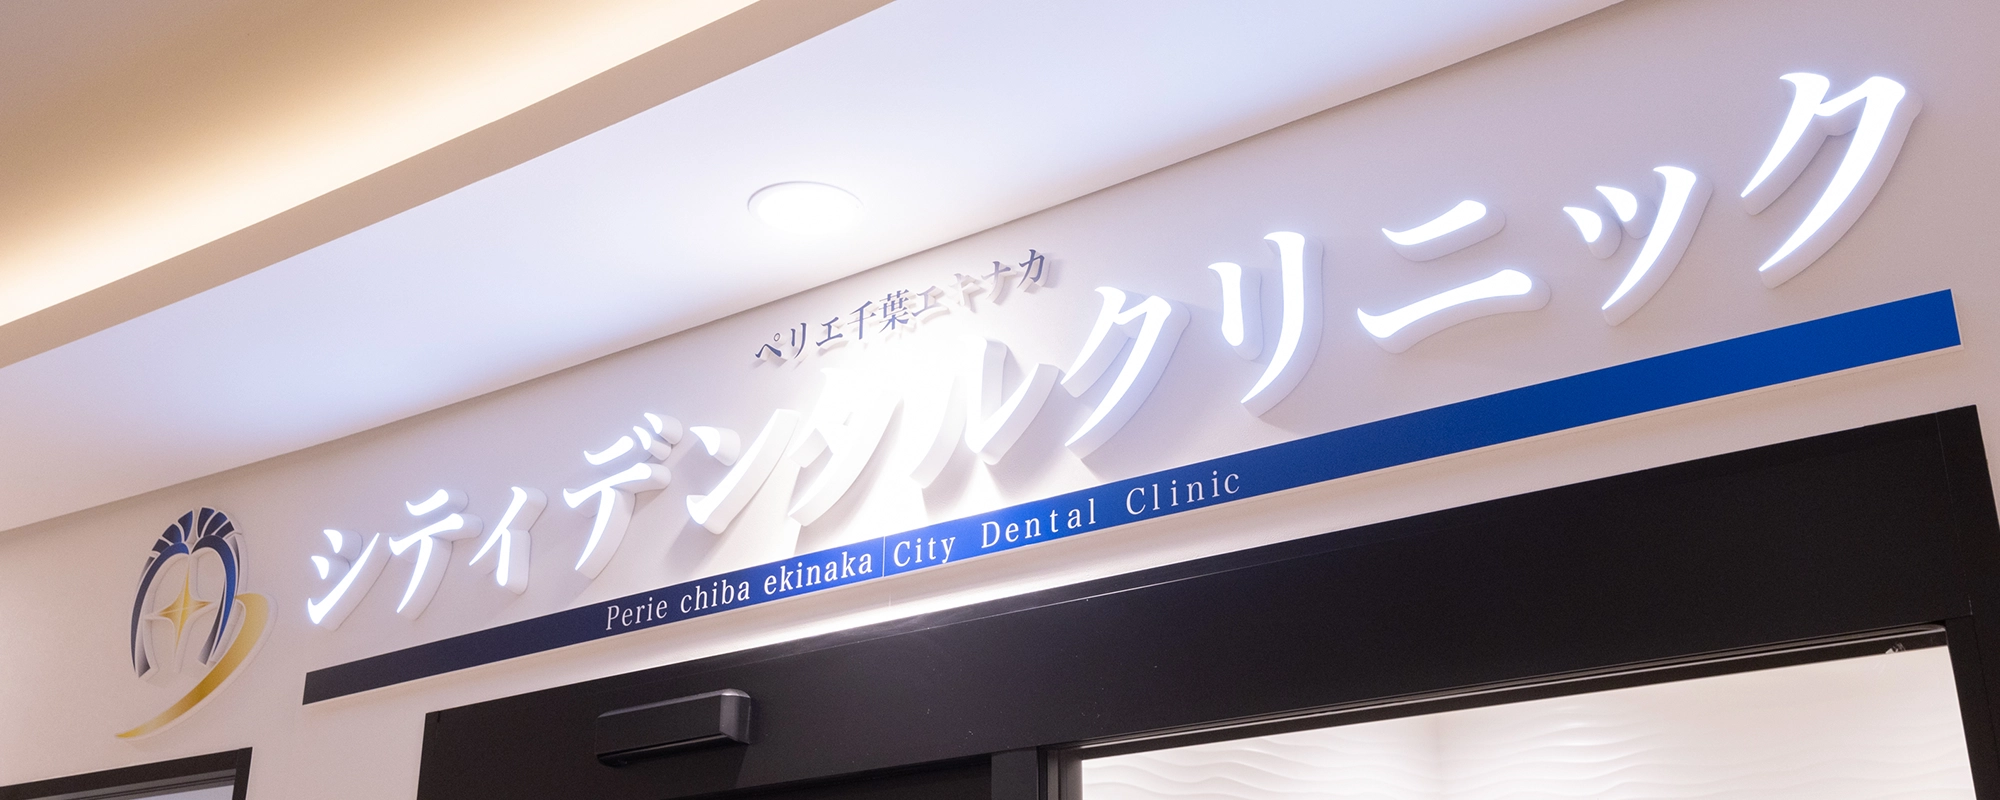 ペリエ千葉エキナカ
シティデンタルクリニック
Perie chiba ekinaka City Dental Clinic